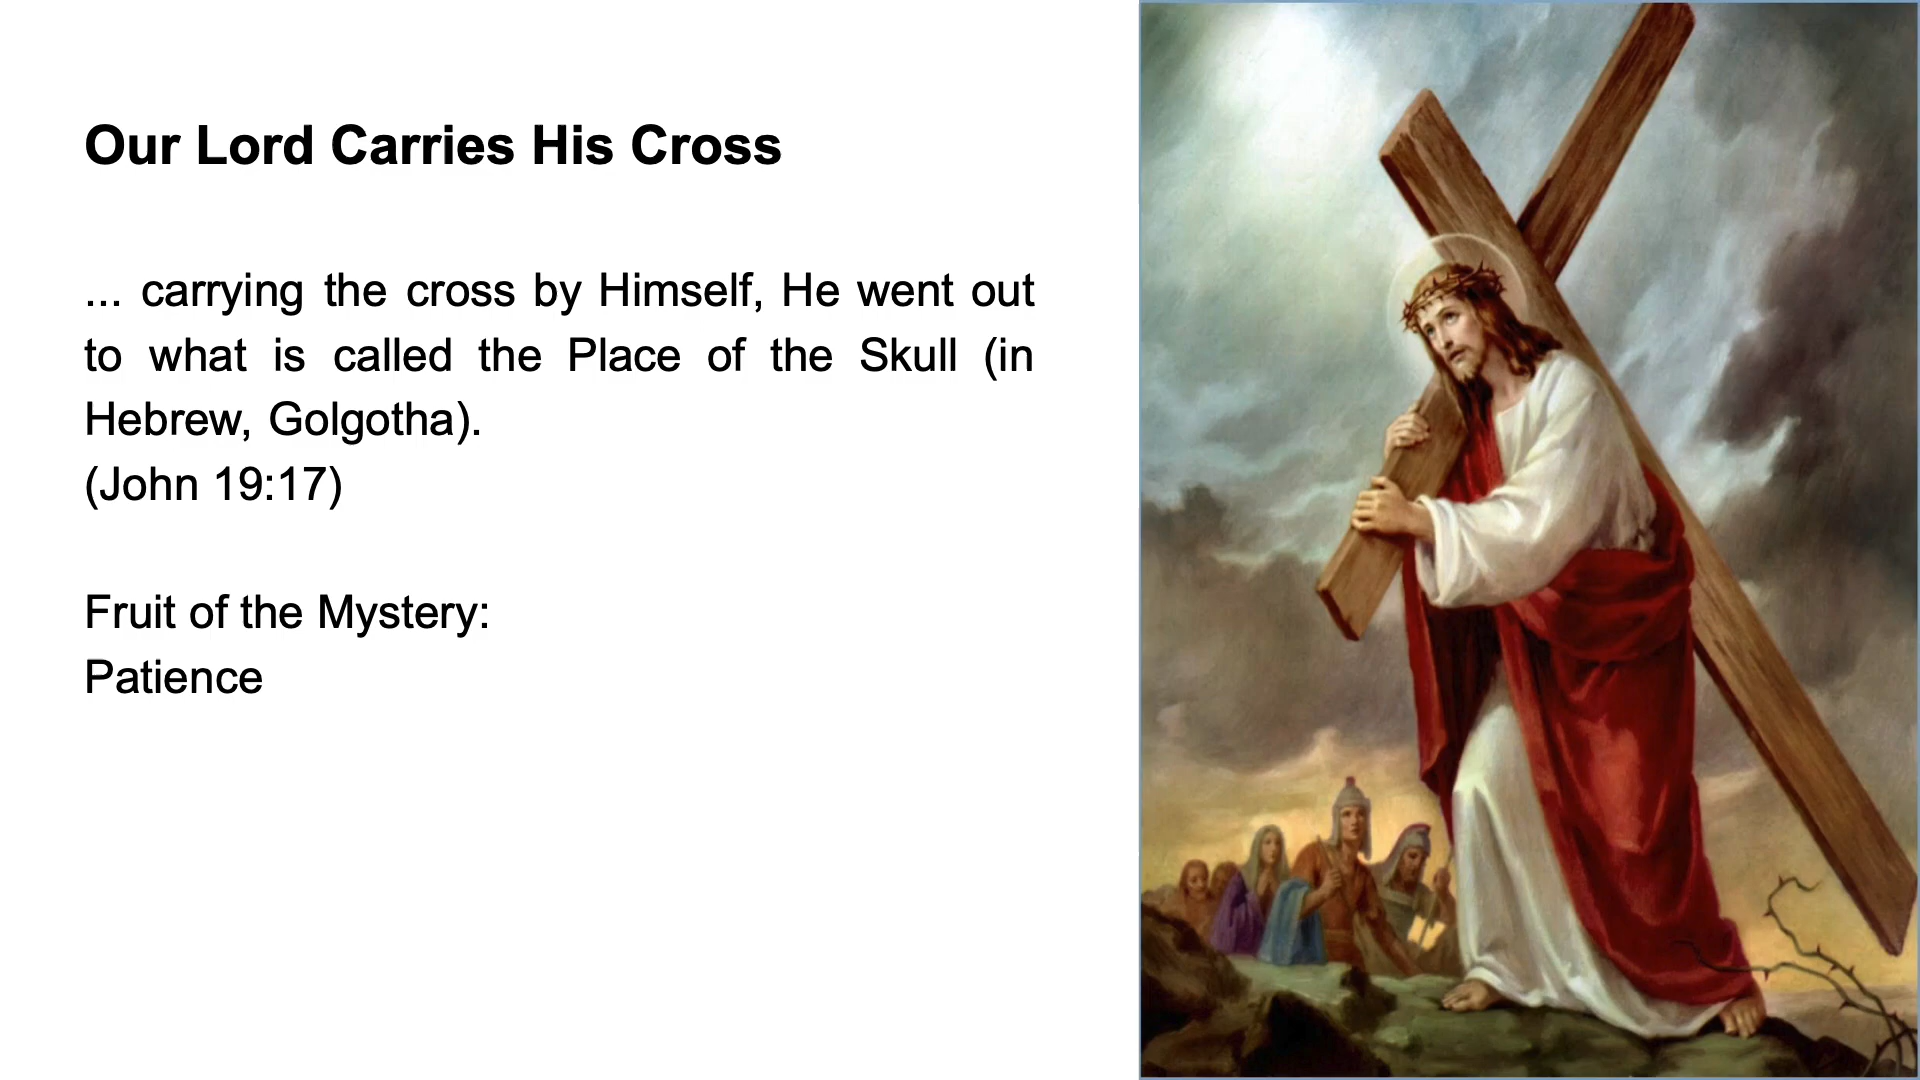 Our Lord Carries His Cross
... carrying the cross by Himself, He went out
to what is called the Place of the Skull (in
Hebrew, Golgotha).
(John 19:17)
Fruit of the Mystery:
Patience